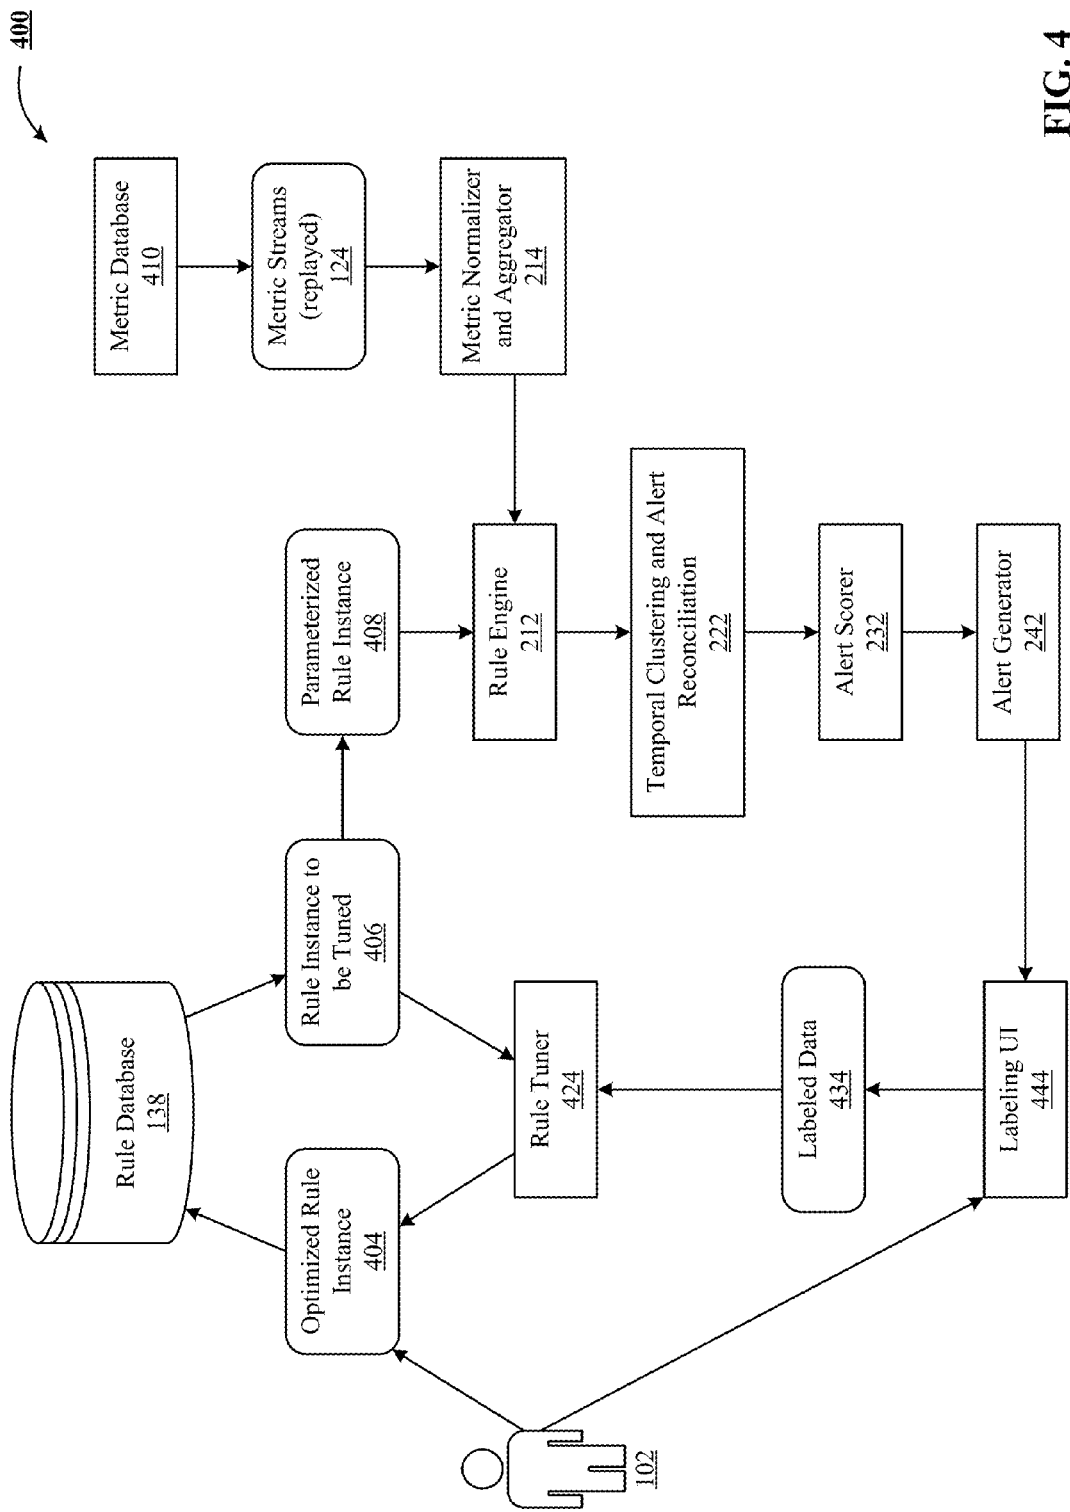 400
Rule Database
138
Optimized Rule
Instance
404
Rule Instance to
be Tuned
406
Parameterized
Rule Instance
408
Metric Database
410
Metric Streams
(replayed)
124
Metric Normalizer
and Aggregator
214
Rule Engine
212
Rule Tuner
424
102
Temporal Clustering and Alert
Reconciliation
222
Labeled Data
434
Alert Scorer
232
Labeling UI
444
Alert Generator
242
FIG. 4